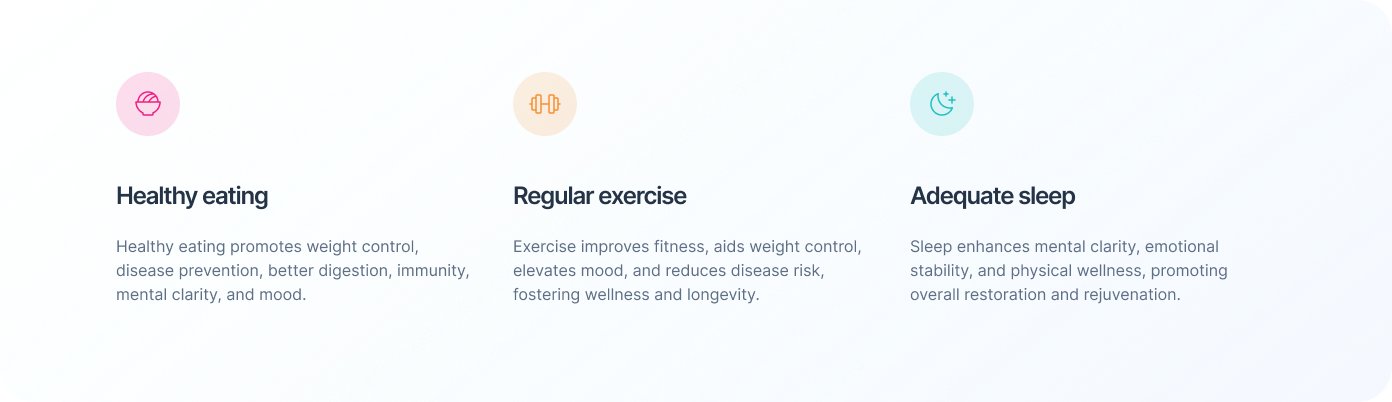 Healthy eating
Healthy eating promotes weight control,
disease prevention, better digestion, immunity,
mental clarity, and mood.
Regular exercise
Exercise improves fitness, aids weight control,
elevates mood, and reduces disease risk,
fostering wellness and longevity.
Adequate sleep
Sleep enhances mental clarity, emotional
stability, and physical wellness, promoting
overall restoration and rejuvenation.